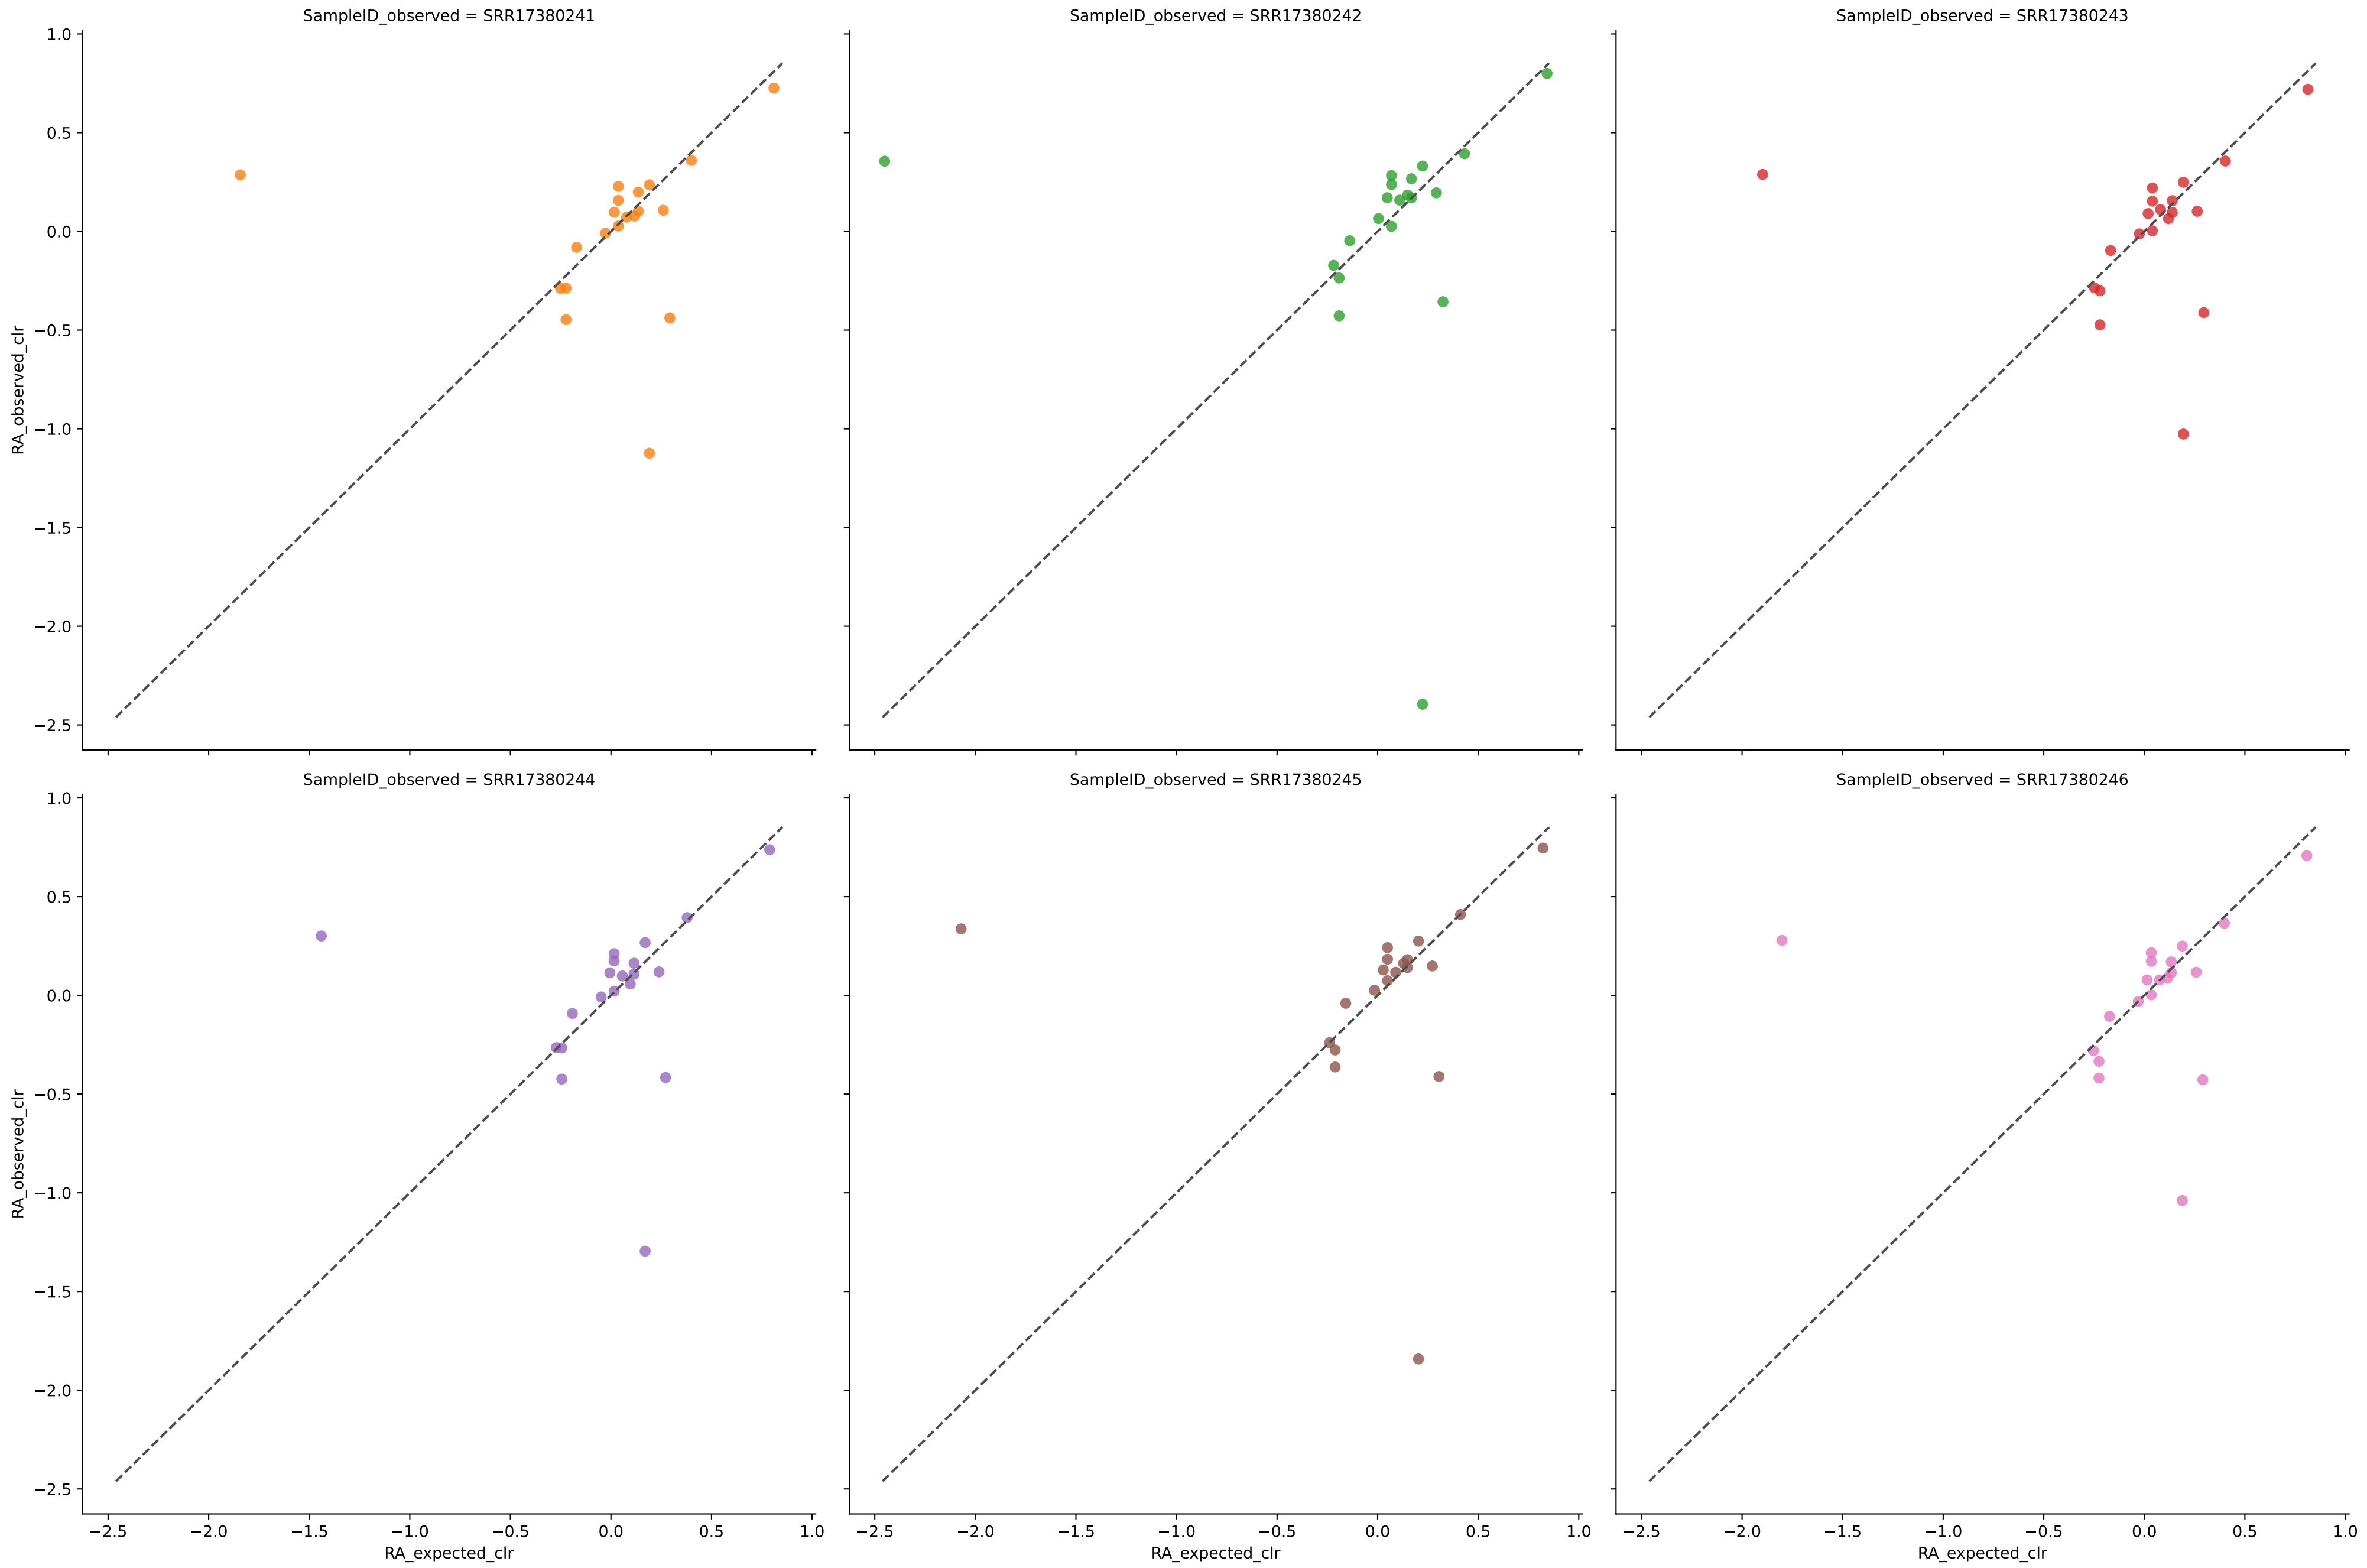 SampleID_observed = SRR17380241
SampleID_observed = SRR17380242
SampleID_observed = SRR17380243
1.0
0.5
0.0
−0.5
−1.0
−1.5
−2.0
−2.5
RA_observed_clr
SampleID_observed = SRR17380244
SampleID_observed = SRR17380245
SampleID_observed = SRR17380246
1.0
0.5
0.0
−0.5
−1.0
−1.5
−2.0
−2.5
RA_observed_clr
−2.5 −2.0 −1.5 −1.0 −0.5 0.0 0.5 1.0
−2.5 −2.0 −1.5 −1.0 −0.5 0.0 0.5 1.0
−2.5 −2.0 −1.5 −1.0 −0.5 0.0 0.5 1.0
RA_expected_clr
RA_expected_clr
RA_expected_clr